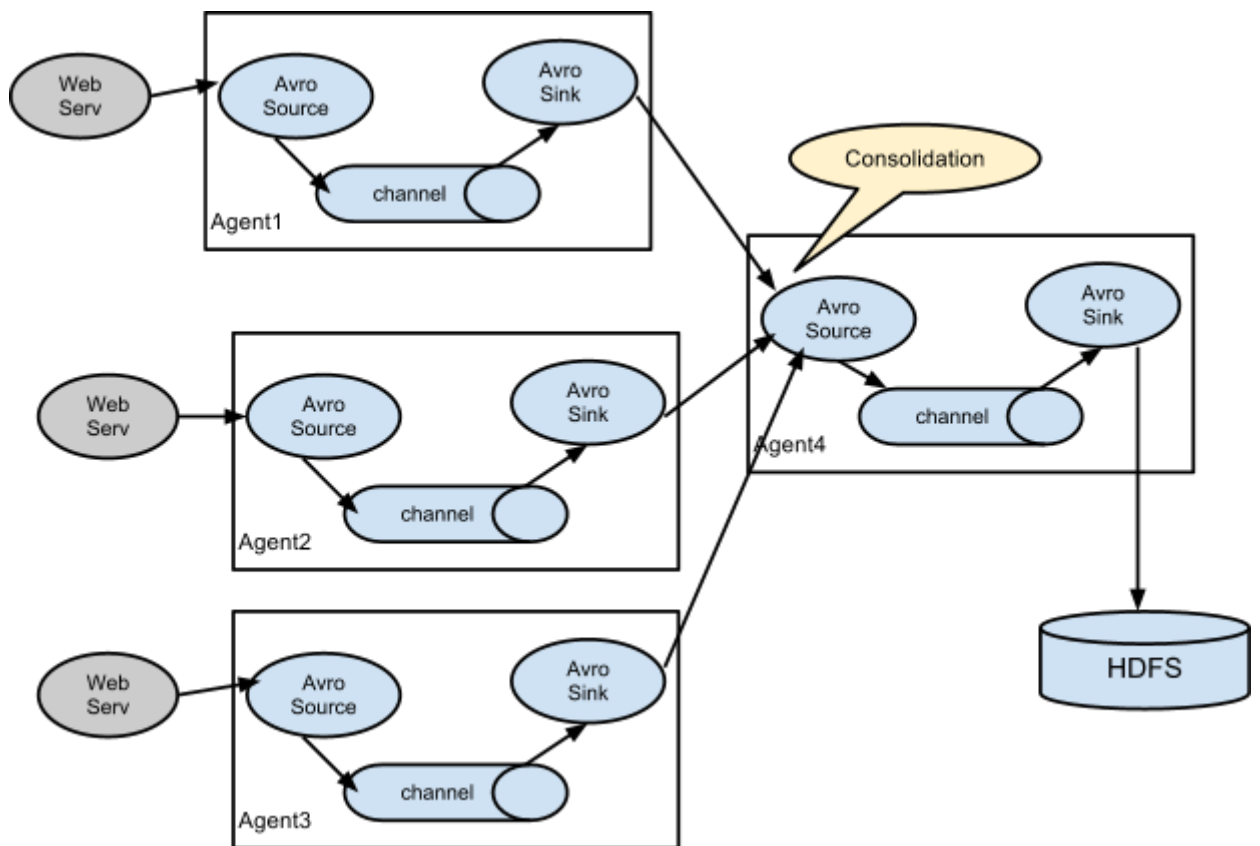 Web
Serv
Avro
Source
Avro
Sink
channel
Agent1
Consolidation
Avro
Source
Avro
Sink
channel
Agent4
Web
Serv
Avro
Source
Avro
Sink
channel
Agent2
Web
Serv
Avro
Source
Avro
Sink
channel
Agent3
HDFS